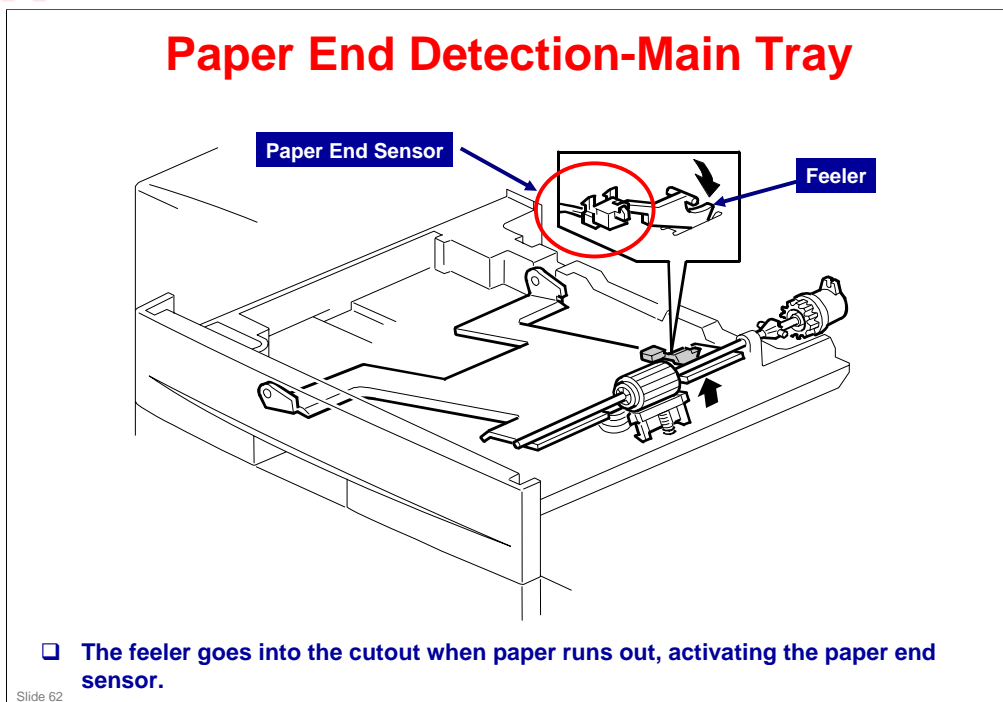 Paper End Detection-Main Tray
Paper End Sensor
Feeler
❑ The feeler goes into the cutout when paper runs out, activating the paper end
sensor.
Slide 62